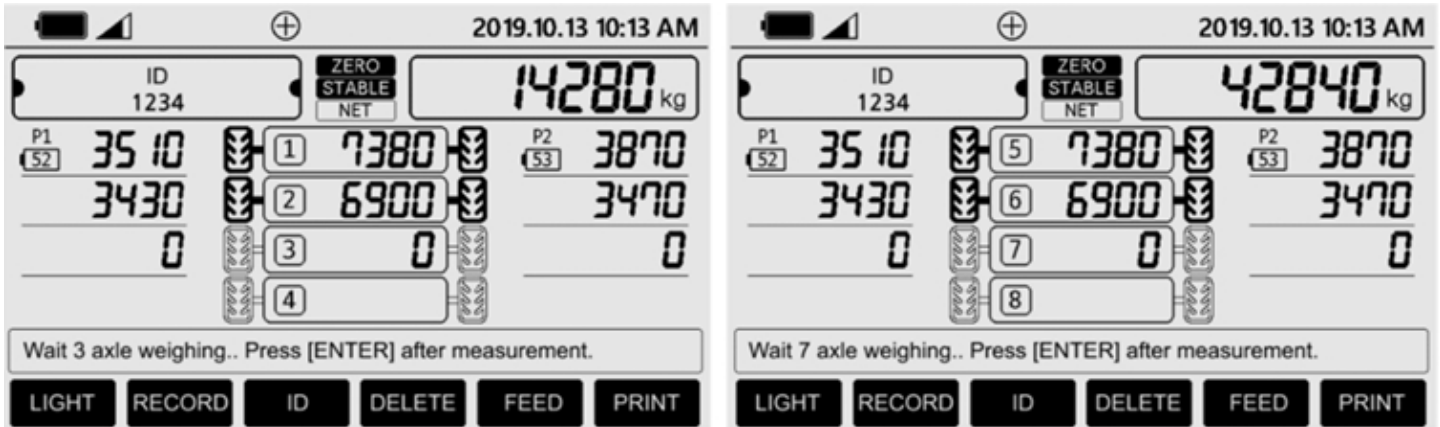 2019.10.13 10:13 AM
ID
1234
ZERO
STABLE
NET
14280 kg
P1
52
3510
1
7380
P2
53
3870
3430
2
6900
3470
0
3
0
0
4
Wait 3 axle weighing.. Press [ENTER] after measurement.
LIGHT RECORD ID DELETE FEED PRINT
2019.10.13 10:13 AM
ID
1234
ZERO
STABLE
NET
42840 kg
P1
52
3510
5
7380
P2
53
3870
3430
6
6900
3470
0
7
0
0
8
Wait 7 axle weighing.. Press [ENTER] after measurement.
LIGHT RECORD ID DELETE FEED PRINT